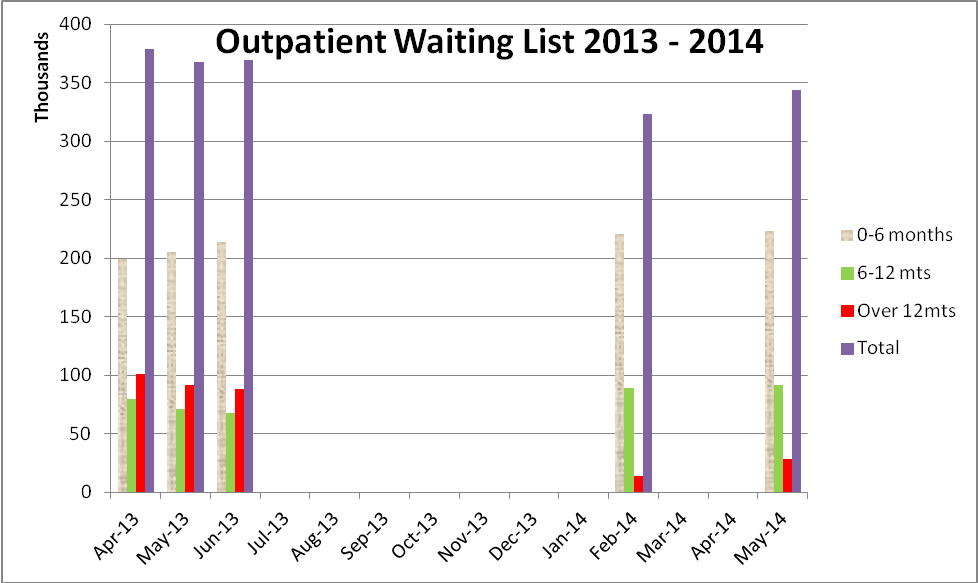 Outpatient Waiting List 2013 - 2014
Thousands
400
350
300
250
200
150
100
50
0
Apr-13
May-13
Jun-13
Jul-13
Aug-13
Sep-13
Oct-13
Nov-13
Dec-13
Jan-14
Feb-14
Mar-14
Apr-14
May-14
0-6 months
6-12 mts
Over 12mts
Total